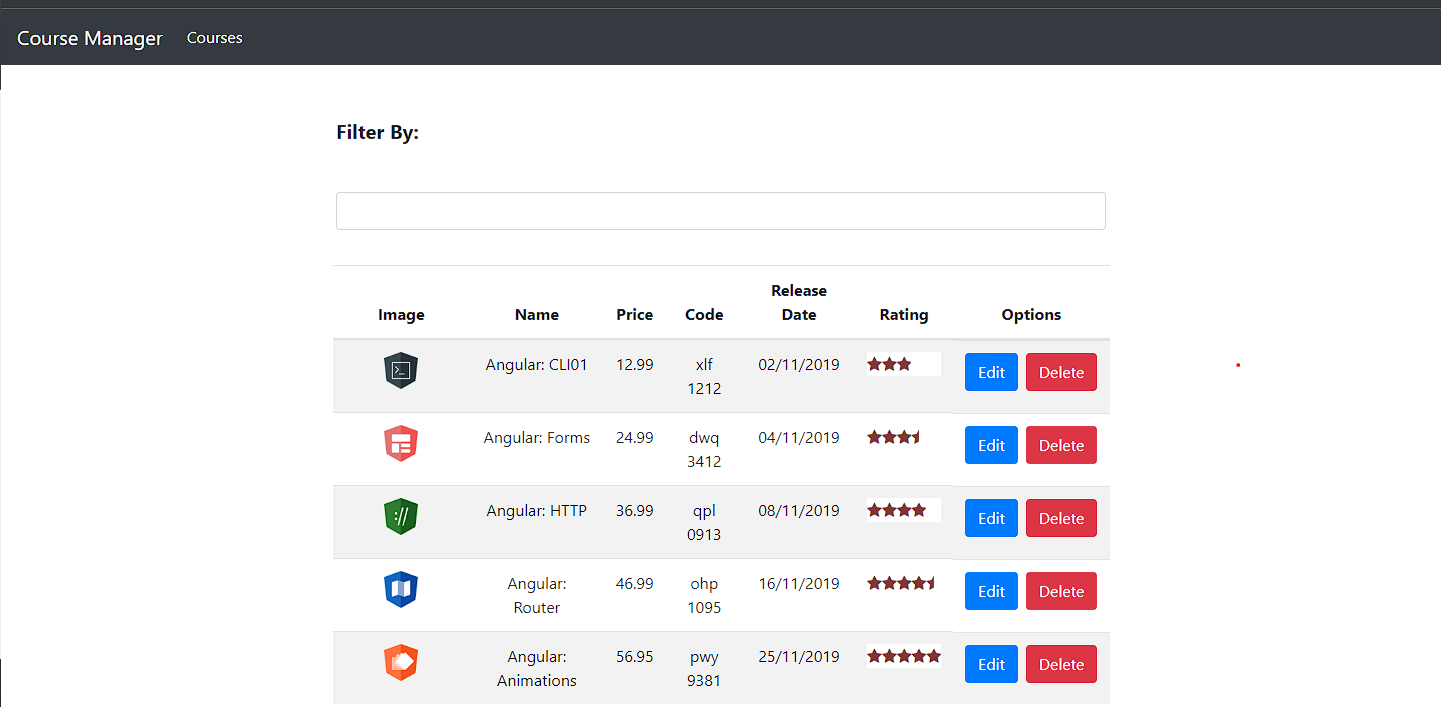 Course Manager Courses
Filter By:
Image Name Price Code Release Date Rating Options
Angular: CLI01 12.99 xlf 1212 02/11/2019 Edit Delete
Angular: Forms 24.99 dwq 3412 04/11/2019 Edit Delete
Angular: HTTP 36.99 qpl 0913 08/11/2019 Edit Delete
Angular: Router 46.99 ohp 1095 16/11/2019 Edit Delete
Angular: Animations 56.95 pwy 9381 25/11/2019 Edit Delete